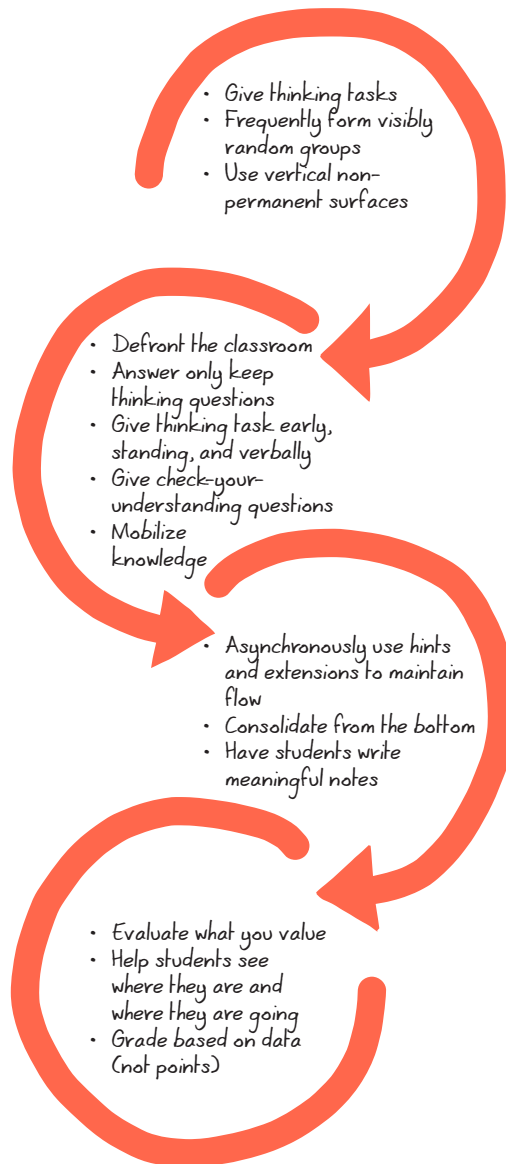 • Give thinking tasks
• Frequently form visibly
random groups
• Use vertical non-
permanent surfaces
• Defront the classroom
• Answer only keep
thinking questions
• Give thinking task early,
standing, and verbally
• Give check-your-
understanding questions
• Mobilize
knowledge
• Asynchronously use hints
and extensions to maintain
flow
• Consolidate from the bottom
• Have students write
meaningful notes
• Evaluate what you value
• Help students see
where they are and
where they are going
• Grade based on data
(not points)